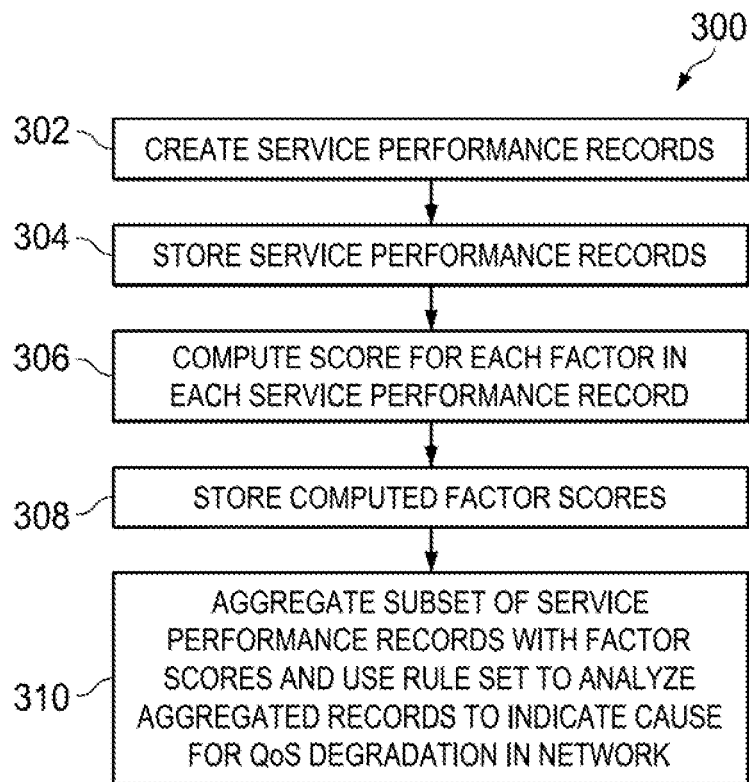 300
302
CREATE SERVICE PERFORMANCE RECORDS
304
STORE SERVICE PERFORMANCE RECORDS
306
COMPUTE SCORE FOR EACH FACTOR IN
EACH SERVICE PERFORMANCE RECORD
308
STORE COMPUTED FACTOR SCORES
310
AGGREGATE SUBSET OF SERVICE
PERFORMANCE RECORDS WITH FACTOR
SCORES AND USE RULE SET TO ANALYZE
AGGREGATED RECORDS TO INDICATE CAUSE
FOR QoS DEGRADATION IN NETWORK